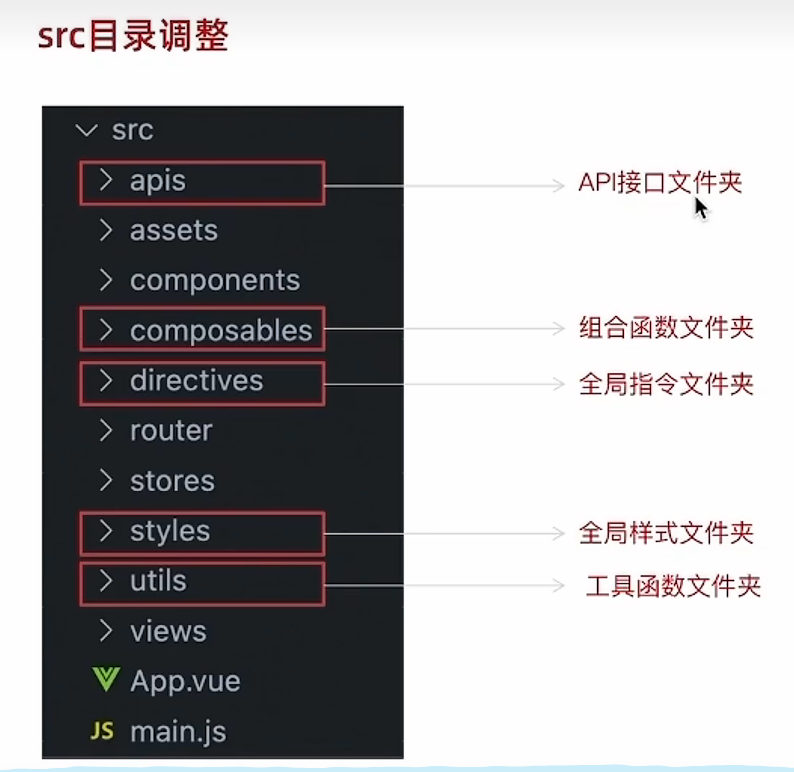 src目录调整
src
apis
API接口文件夹
assets
components
composables
组合函数文件夹
directives
全局指令文件夹
router
stores
styles
全局样式文件夹
utils
工具函数文件夹
views
App.vue
JS main.js